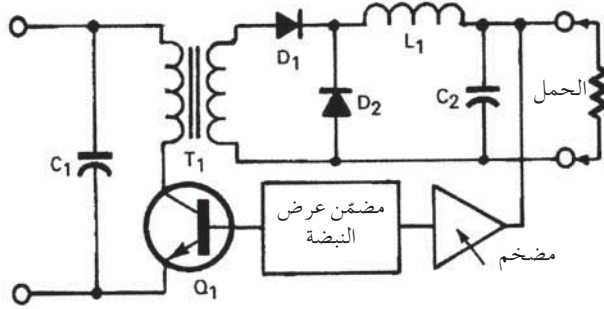 D₁
L₁
D₂
C₂
الحمل
T₁
C₁
مضمّن عرض
النبضة
مضخم
Q₁